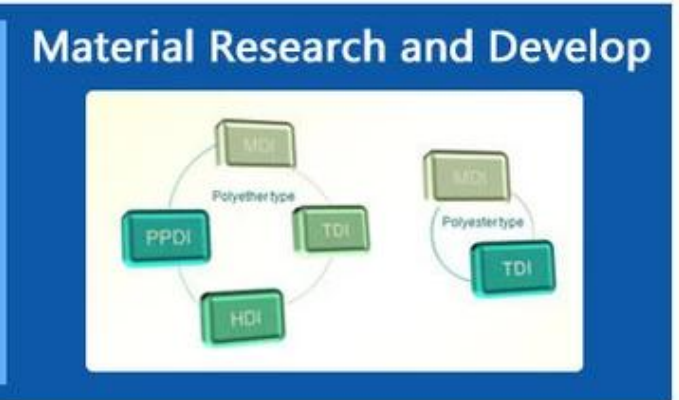 Material Research and Develop
MDI
Polyether type
PPDI
TDI
HDI
MDI
Polyester type
TDI